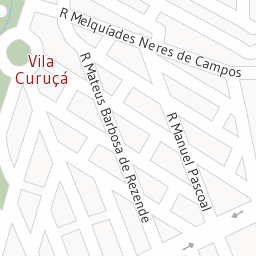 R Melquíades Neres de Campos
Vila
Curuçá
R Mateus Barbosa de Rezende
R Manuel Pascoal